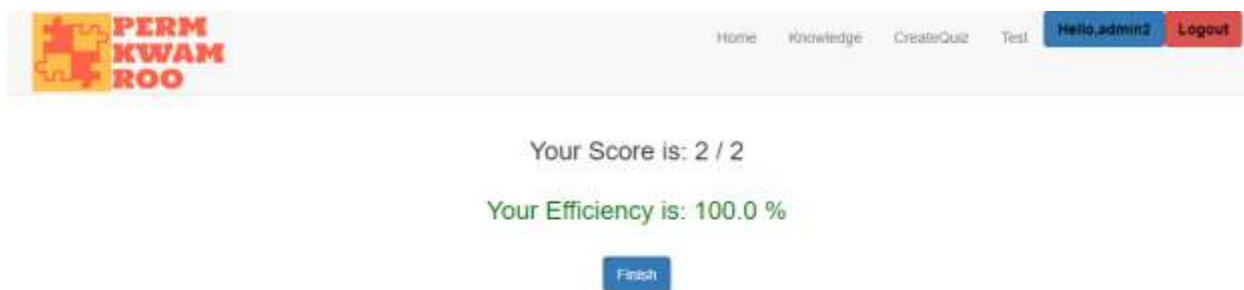 PERM
KWAM
ROO
Home Knowledge CreateQuiz Test Hello,admin2 Logout
Your Score is: 2 / 2
Your Efficiency is: 100.0 %
Finish